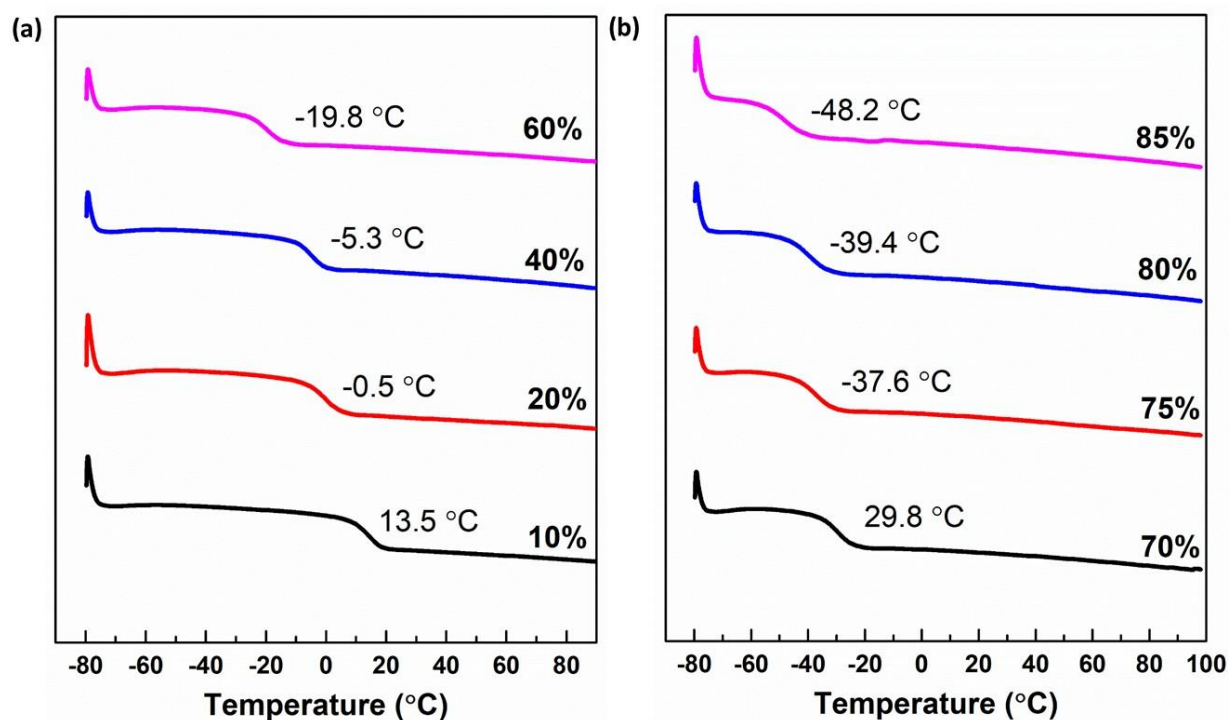 (a)
-19.8 °C
60%
-5.3 °C
40%
-0.5 °C
20%
13.5 °C
10%
-80 -60 -40 -20 0 20 40 60 80
Temperature (°C)
(b)
-48.2 °C
85%
-39.4 °C
80%
-37.6 °C
75%
29.8 °C
70%
-80 -60 -40 -20 0 20 40 60 80 100
Temperature (°C)